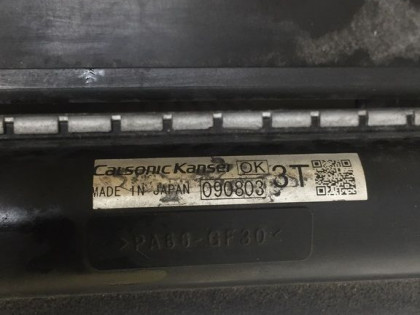 Calsonic Kansei OK
MADE IN JAPAN 090803 3T
>PA66-GF30<